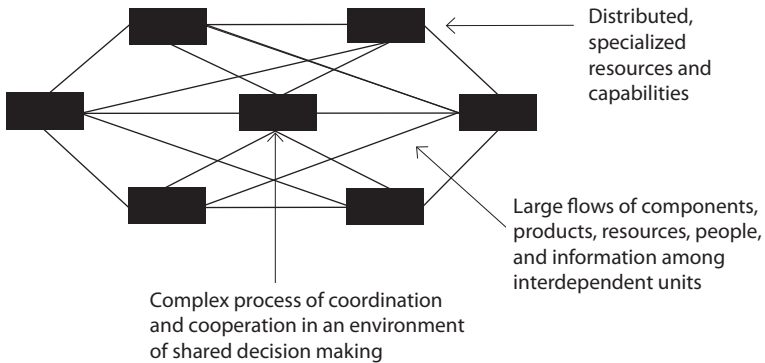 Distributed,
specialized
resources and
capabilities
Large flows of components,
products, resources, people,
and information among
interdependent units
Complex process of coordination
and cooperation in an environment
of shared decision making